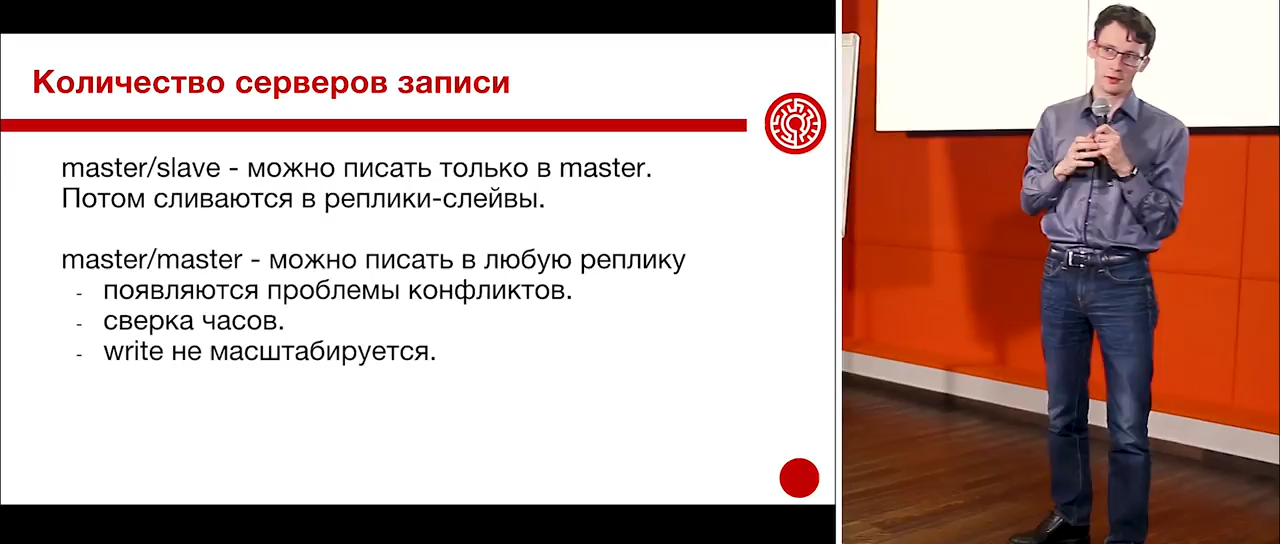 Количество серверов записи
master/slave - можно писать только в master.
Потом сливаются в реплики-слейвы.
master/master - можно писать в любую реплику
- появляются проблемы конфликтов.
- сверка часов.
- write не масштабируется.